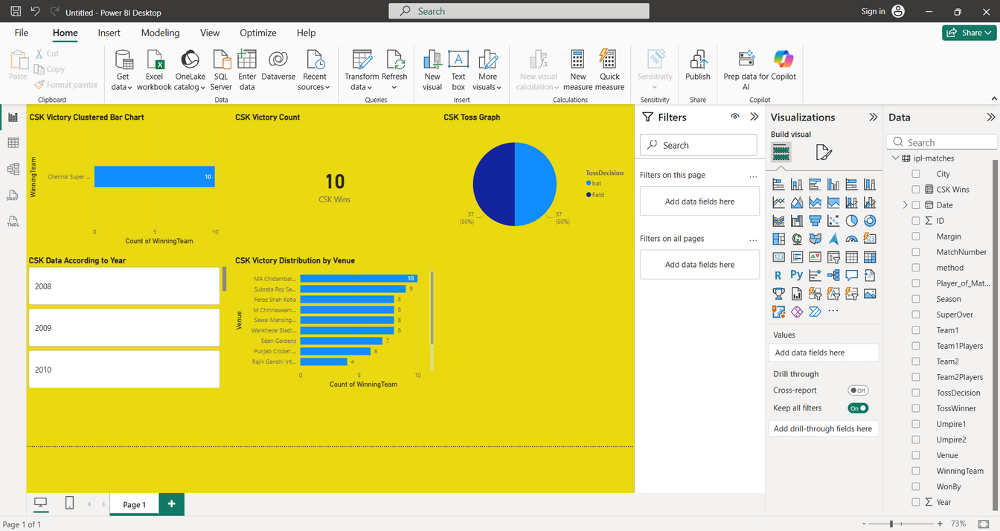 Untitled - Power BI Desktop
Search
Sign in
File Home Insert Modeling View Optimize Help
Share
Paste
Cut
Copy
Format painter
Clipboard
Get data
Excel workbook
OneLake catalog
SQL Server
Enter data
Dataverse
Recent sources
Data
Transform data
Refresh
Queries
New visual
Text box
More visuals
Insert
New visual calculation
New measure
Quick measure
Calculations
Sensitivity
Sensitivity
Publish
Share
Prep data for AI
Copilot
Copilot
CSK Victory Clustered Bar Chart
WinningTeam
Chennai Super ...
10
0 5 10
Count of WinningTeam
CSK Victory Count
10
CSK Wins
CSK Toss Graph
37
(50%)
37
(50%)
TossDecision
bat
field
CSK Data According to Year
2008
2009
2010
CSK Victory Distribution by Venue
Venue
MA Chidambar... 10
Subrata Roy Sa... 9
Feroz Shah Kotla 8
M Chinnaswam... 8
Sawai Mansing... 8
Wankhede Stadi... 8
Eden Gardens 7
Punjab Cricket ... 6
Rajiv Gandhi Int... 4
0 5 10
Count of WinningTeam
Filters
Search
Filters on this page ...
Add data fields here
Filters on all pages ...
Add data fields here
Visualizations
Build visual
123
R Py
...
Values
Add data fields here
Drill through
Cross-report Off
Keep all filters On
Add drill-through fields here
Data
Search
ipl-matches
City
CSK Wins
Date
ID
Margin
MatchNumber
method
Player_of_Mat...
Season
SuperOver
Team1
Team1Players
Team2
Team2Players
TossDecision
TossWinner
Umpire1
Umpire2
Venue
WinningTeam
WonBy
Year
DAX
TMDL
Page 1
+
Page 1 of 1
- + 73%